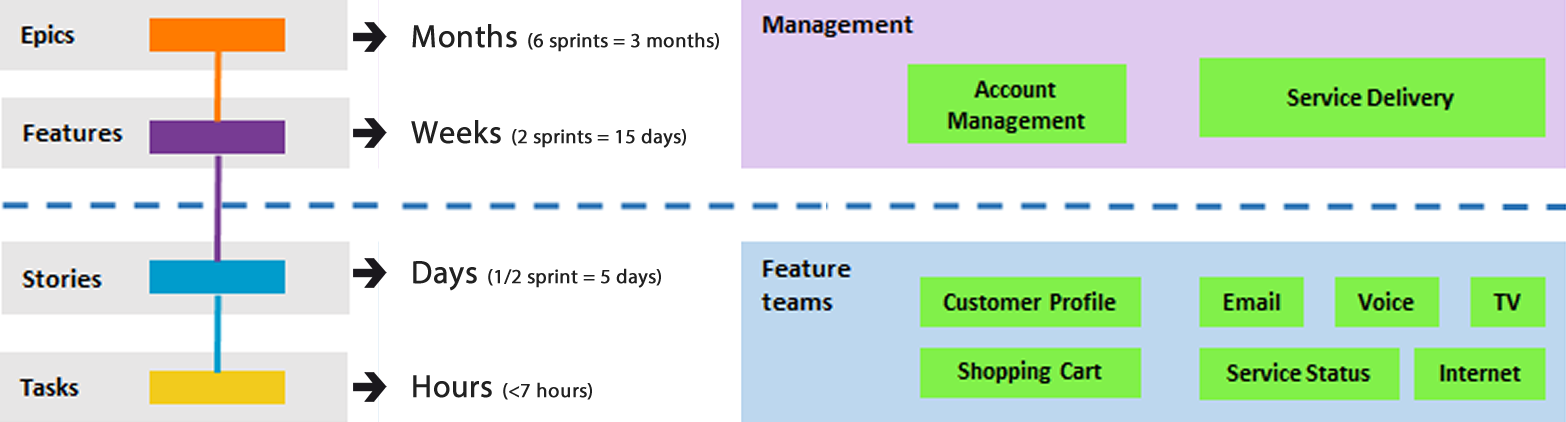 Epics
Months (6 sprints = 3 months)
Features
Weeks (2 sprints = 15 days)
Stories
Days (1/2 sprint = 5 days)
Tasks
Hours (<7 hours)
Management
Account
Management
Service Delivery
Feature
teams
Customer Profile
Email
Voice
TV
Shopping Cart
Service Status
Internet